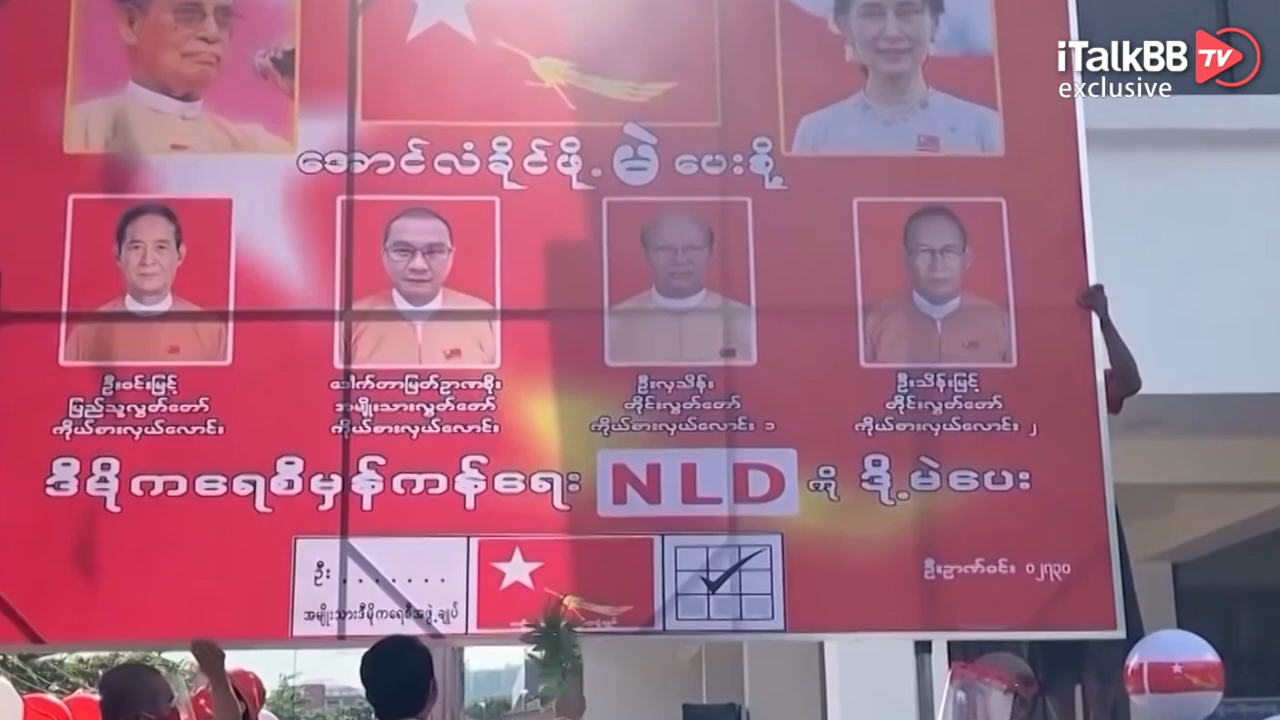 iTalkBB TV
exclusive
အောင်လံခိုင်ဖို့ မဲ ပေးစို့
ဦးဝင်းမြင့်
ပြည်သူ့လွှတ်တော်
ကိုယ်စားလှယ်လောင်း
ဒေါက်တာမြတ်ဉာဏစိုး
အမျိုးသားလွှတ်တော်
ကိုယ်စားလှယ်လောင်း
ဦးလှသိန်း
တိုင်းလွှတ်တော်
ကိုယ်စားလှယ်လောင်း ၁
ဦးသိန်းမြင့်
တိုင်းလွှတ်တော်
ကိုယ်စားလှယ်လောင်း ၂
ဒီမိုကရေစီမှန်ကန်ရေး NLD ကို ဒို့မဲပေး
ဦး . . . . . . .
အမျိုးသားဒီမိုကရေစီအဖွဲ့ချုပ်
ဦးဉာဏ်ဝင်း ၀၂၇၃၀